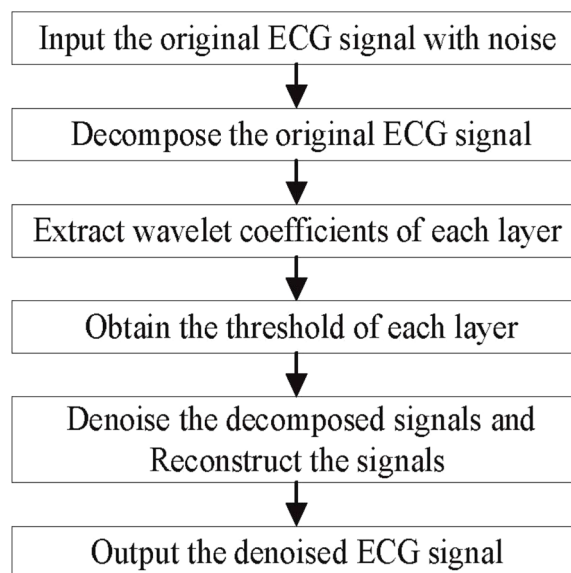 Input the original ECG signal with noise
Decompose the original ECG signal
Extract wavelet coefficients of each layer
Obtain the threshold of each layer
Denoise the decomposed signals and
Reconstruct the signals
Output the denoised ECG signal